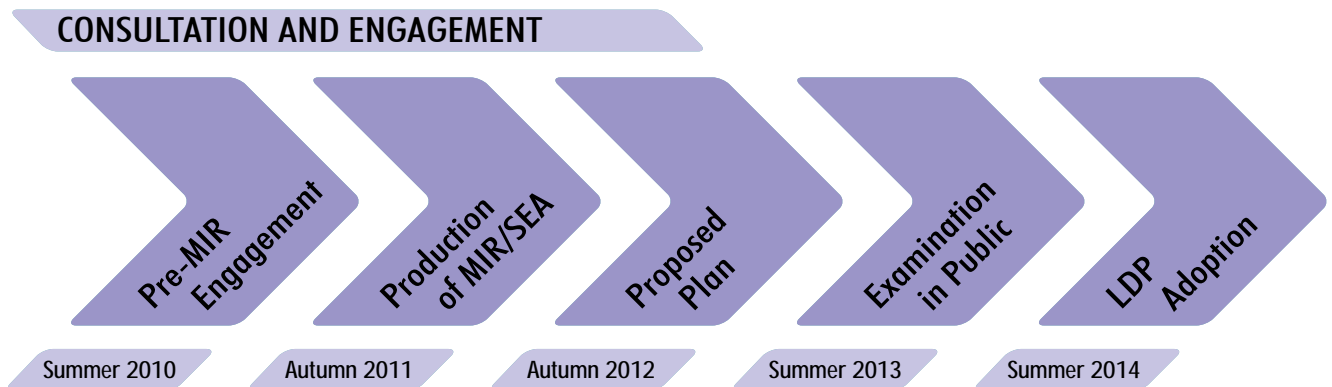 CONSULTATION AND ENGAGEMENT
Pre-MIR
Engagement
Production
of MIR/SEA
Proposed
Plan
Examination
in Public
LDP
Adoption
Summer 2010
Autumn 2011
Autumn 2012
Summer 2013
Summer 2014